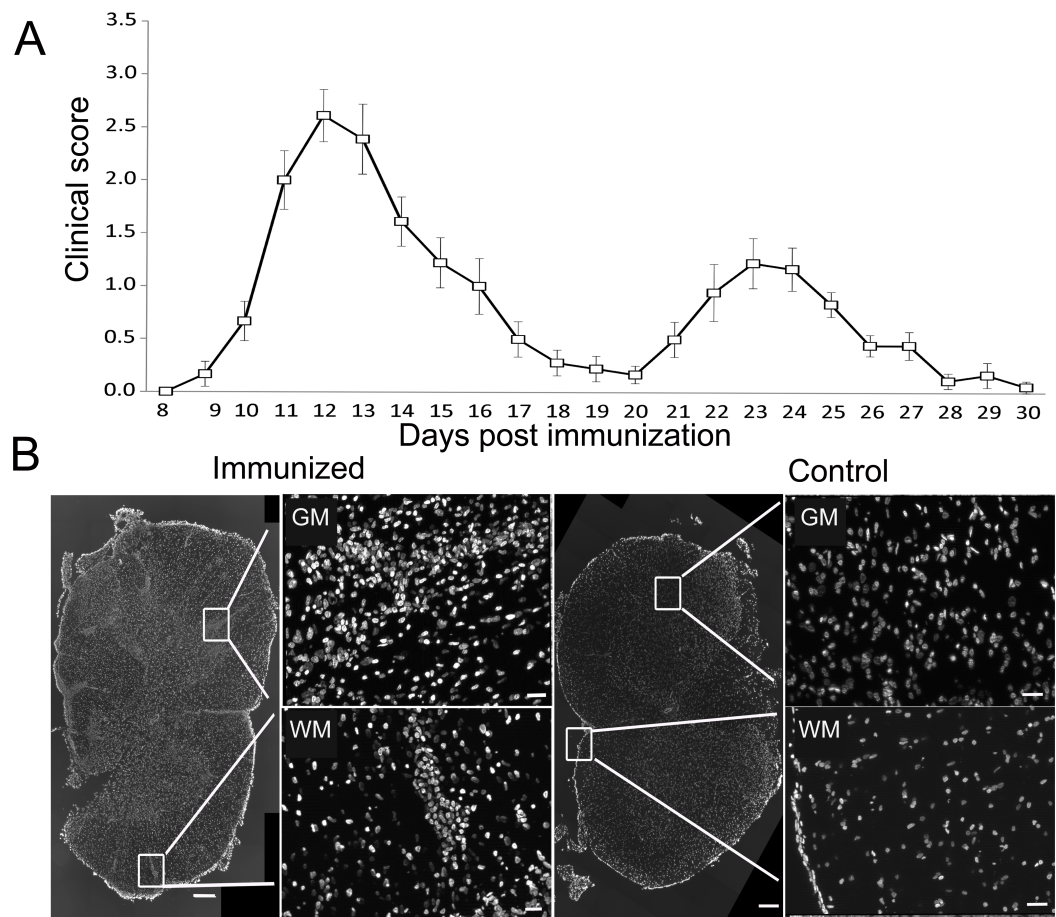 A
3.5
3.0
2.5
2.0
1.5
1.0
0.5
0.0
Clinical score
8 9 10 11 12 13 14 15 16 17 18 19 20 21 22 23 24 25 26 27 28 29 30
Days post immunization
B
Immunized Control
GM GM
WM WM